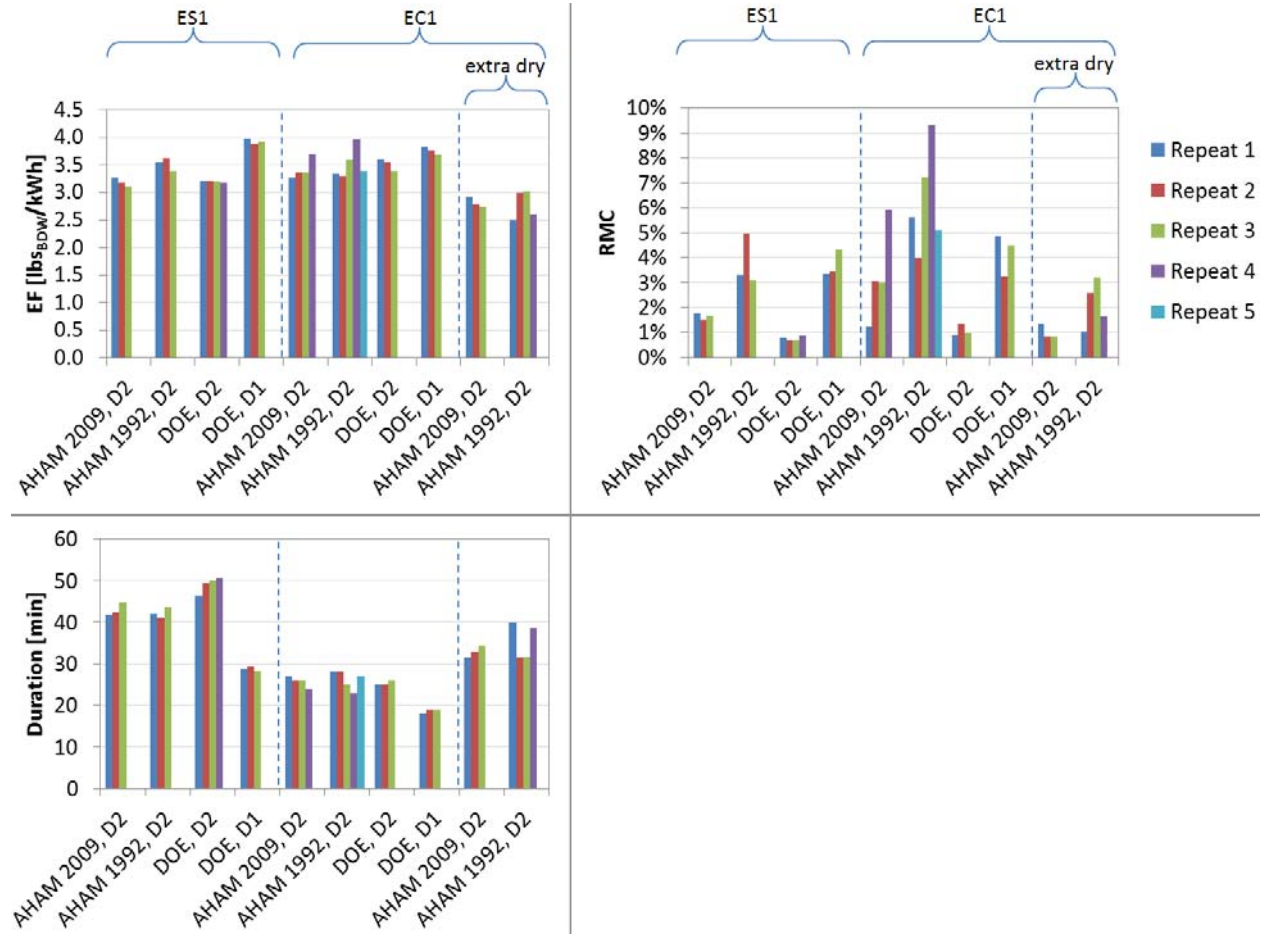 ES1
EC1
extra dry
EF [lbsBDW/kWh]
4.5
4.0
3.5
3.0
2.5
2.0
1.5
1.0
0.5
0.0
AHAM 2009, D2
AHAM 1992, D2
DOE, D2
DOE, D1
AHAM 2009, D2
AHAM 1992, D2
DOE, D2
DOE, D1
AHAM 2009, D2
AHAM 1992, D2
ES1
EC1
extra dry
RMC
10%
9%
8%
7%
6%
5%
4%
3%
2%
1%
0%
AHAM 2009, D2
AHAM 1992, D2
DOE, D2
DOE, D1
AHAM 2009, D2
AHAM 1992, D2
DOE, D2
DOE, D1
AHAM 2009, D2
AHAM 1992, D2
Repeat 1
Repeat 2
Repeat 3
Repeat 4
Repeat 5
Duration [min]
60
50
40
30
20
10
0
AHAM 2009, D2
AHAM 1992, D2
DOE, D2
DOE, D1
AHAM 2009, D2
AHAM 1992, D2
DOE, D2
DOE, D1
AHAM 2009, D2
AHAM 1992, D2